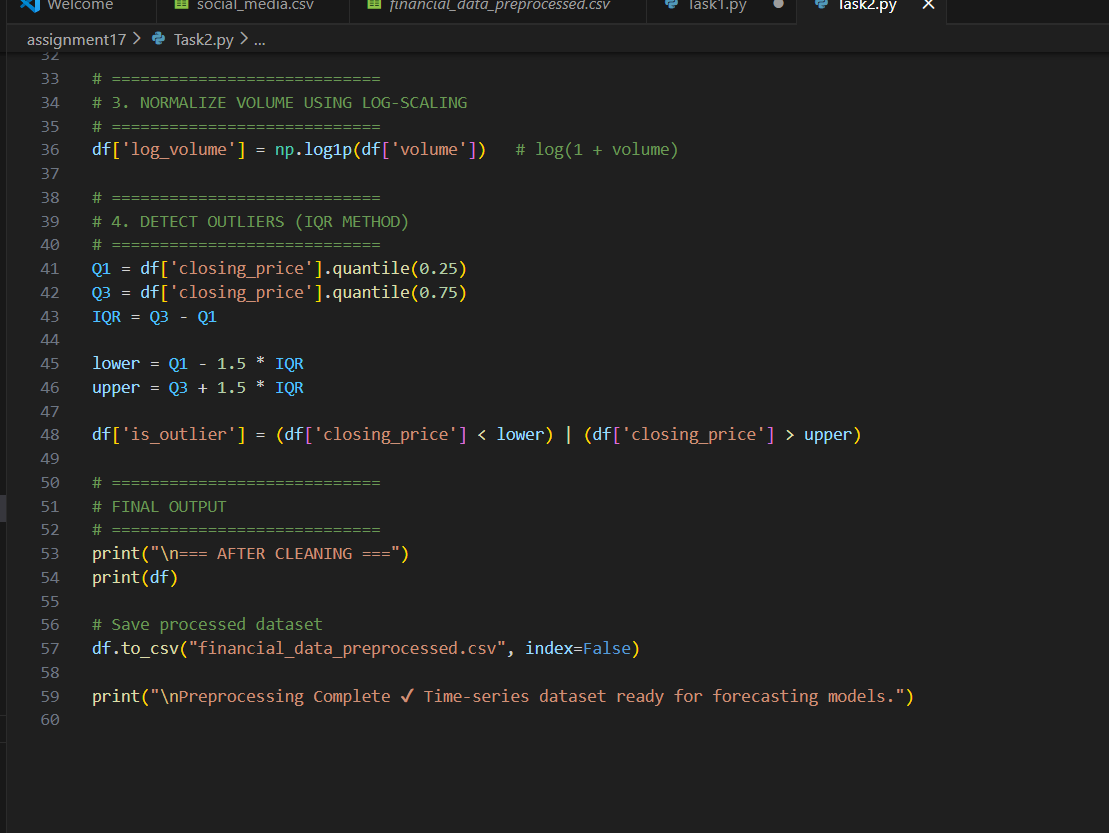 Welcome social_media.csv financial_data_preprocessed.csv Task1.py Task2.py
assignment17 > Task2.py > ...
32
33 # ============================
34 # 3. NORMALIZE VOLUME USING LOG-SCALING
35 # ============================
36 df['log_volume'] = np.log1p(df['volume'])   # log(1 + volume)
37
38 # ============================
39 # 4. DETECT OUTLIERS (IQR METHOD)
40 # ============================
41 Q1 = df['closing_price'].quantile(0.25)
42 Q3 = df['closing_price'].quantile(0.75)
43 IQR = Q3 - Q1
44
45 lower = Q1 - 1.5 * IQR
46 upper = Q3 + 1.5 * IQR
47
48 df['is_outlier'] = (df['closing_price'] < lower) | (df['closing_price'] > upper)
49
50 # ============================
51 # FINAL OUTPUT
52 # ============================
53 print("\n=== AFTER CLEANING ===")
54 print(df)
55
56 # Save processed dataset
57 df.to_csv("financial_data_preprocessed.csv", index=False)
58
59 print("\nPreprocessing Complete ✓ Time-series dataset ready for forecasting models.")
60